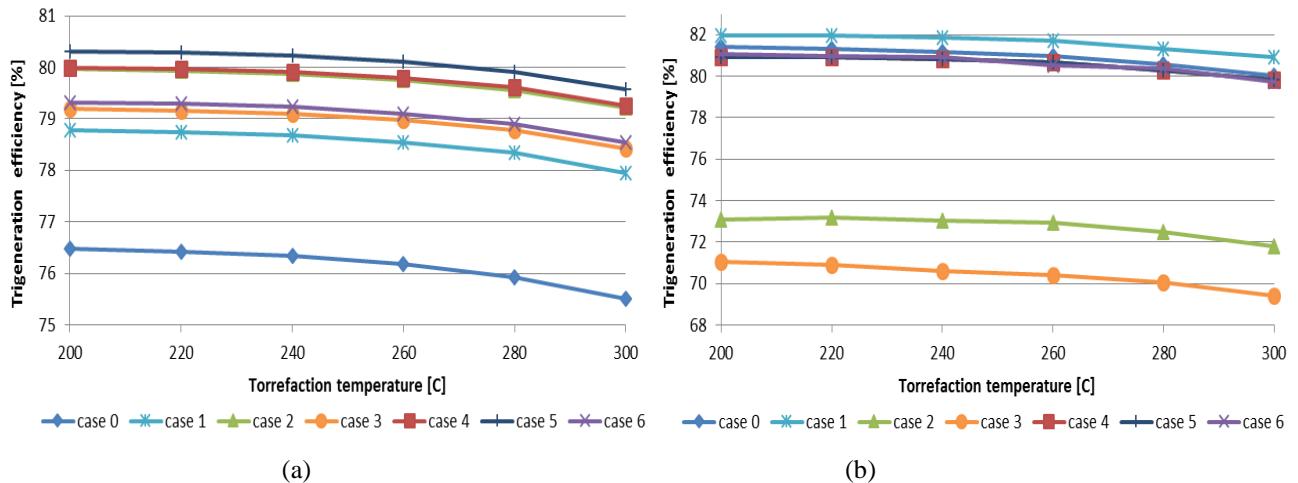 81
80
79
78
77
76
75
Trigeneration efficiency [%]
200 220 240 260 280 300
Torrefaction temperature [C]
case 0 case 1 case 2 case 3 case 4 case 5 case 6
(a)
82
80
78
76
74
72
70
68
Trigeneration efficiency [%]
200 220 240 260 280 300
Torrefaction temperature [C]
case 0 case 1 case 2 case 3 case 4 case 5 case 6
(b)